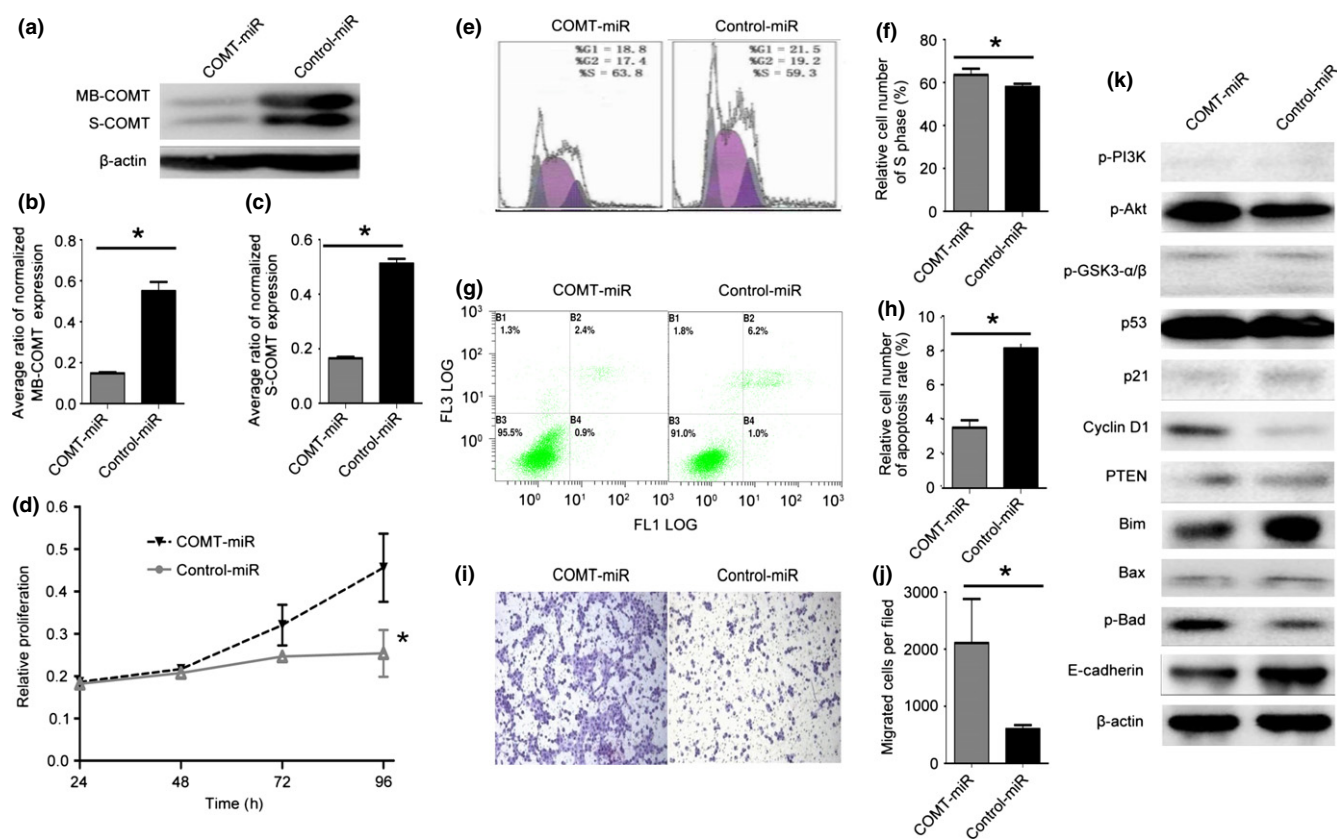 (a)
COMT-miR
Control-miR
MB-COMT
S-COMT
β-actin
(b)
Average ratio of normalized
MB-COMT expression
0.8
0.6
0.4
0.2
0.0
*
COMT-miR
Control-miR
(c)
Average ratio of normalized
S-COMT expression
0.6
0.4
0.2
0.0
*
COMT-miR
Control-miR
(d)
Relative proliferation
0.6
0.5
0.4
0.3
0.2
0.1
0.0
COMT-miR
Control-miR
*
24 48 72 96
Time (h)
(e)
COMT-miR
%G1 = 18.8
%G2 = 17.4
%S = 63.8
Control-miR
%G1 = 21.5
%G2 = 19.2
%S = 59.3
(f)
Relative cell number
of S phase (%)
80
60
40
20
0
*
COMT-miR
Control-miR
(g)
COMT-miR
Control-miR
FL3 LOG
10³
10²
10¹
10⁰
B1
1.3%
B2
2.4%
B3
95.5%
B4
0.9%
B1
1.8%
B2
6.2%
B3
91.0%
B4
1.0%
10⁰ 10¹ 10² 10³
10⁰ 10¹ 10² 10³
FL1 LOG
(h)
Relative cell number
of apoptosis rate (%)
10
8
6
4
2
0
*
COMT-miR
Control-miR
(i)
COMT-miR
Control-miR
(j)
Migrated cells per filed
3000
2000
1000
0
*
COMT-miR
Control-miR
(k)
COMT-miR
Control-miR
p-PI3K
p-Akt
p-GSK3-α/β
p53
p21
Cyclin D1
PTEN
Bim
Bax
p-Bad
E-cadherin
β-actin